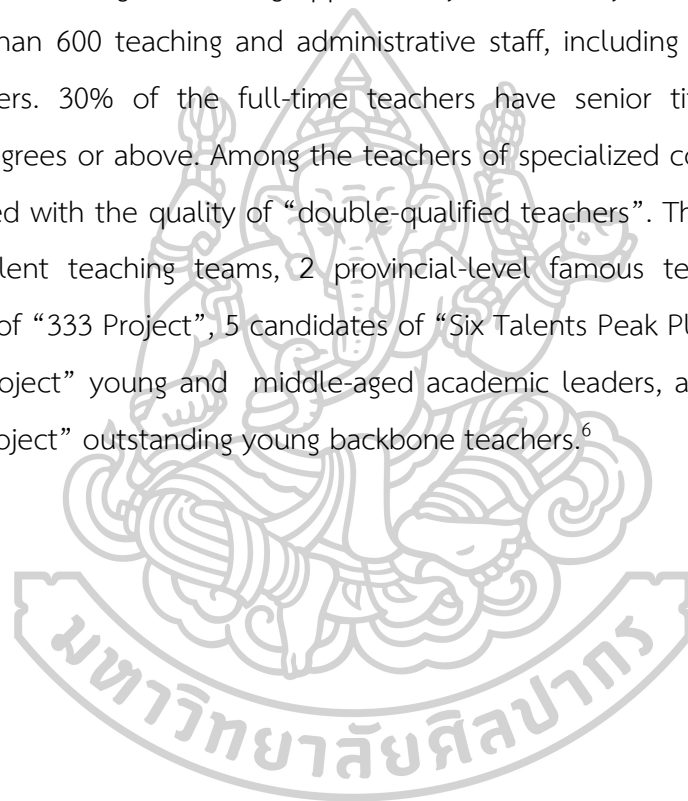 han 600 teaching and administrative staff, including
ers. 30% of the full-time teachers have senior ti
grees or above. Among the teachers of specialized co
ed with the quality of “double-qualified teachers”. Th
lent teaching teams, 2 provincial-level famous te
of “333 Project”, 5 candidates of “Six Talents Peak Pl
oject” young and middle-aged academic leaders, a
oject” outstanding young backbone teachers.6
มหาวิทยาลัยศิลปากร